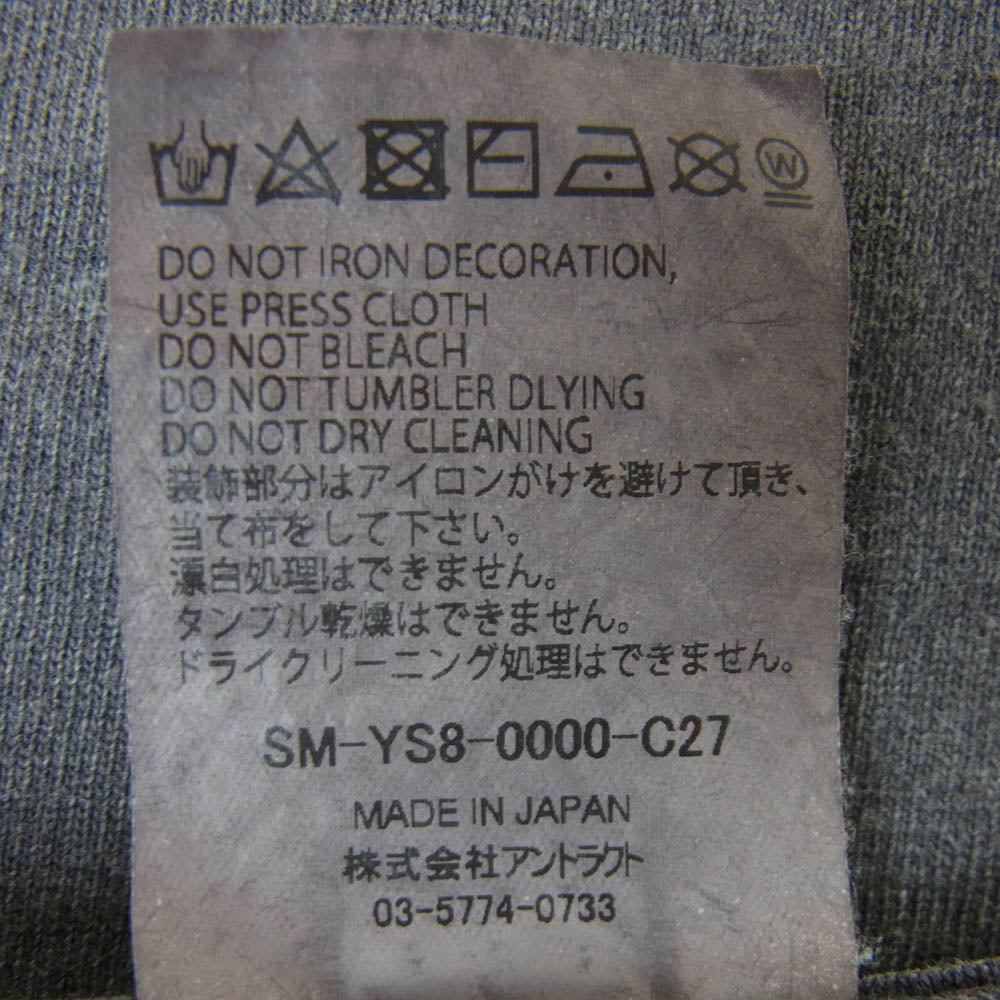 W
DO NOT IRON DECORATION,
USE PRESS CLOTH
DO NOT BLEACH
DO NOT TUMBLER DLYING
DO NOT DRY CLEANING
装飾部分はアイロンがけを避けて頂き、
当て布をして下さい。
漂白処理はできません。
タンブル乾燥はできません。
ドライクリーニング処理はできません。
SM-YS8-0000-C27
MADE IN JAPAN
株式会社アントラクト
03-5774-0733